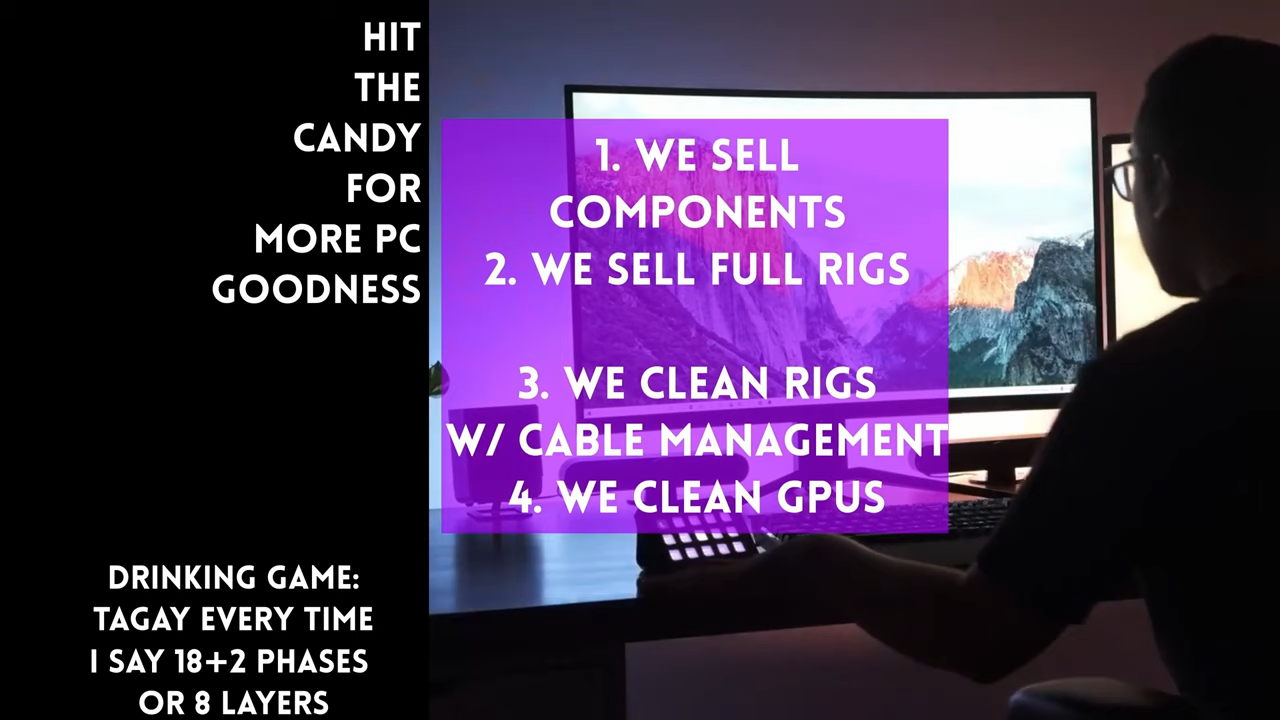 HIT
THE
CANDY
FOR
MORE PC
GOODNESS
1. WE SELL
COMPONENTS
2. WE SELL FULL RIGS
3. WE CLEAN RIGS
W/ CABLE MANAGEMENT
4. WE CLEAN GPUS
DRINKING GAME:
TAGAY EVERY TIME
I SAY 18+2 PHASES
OR 8 LAYERS